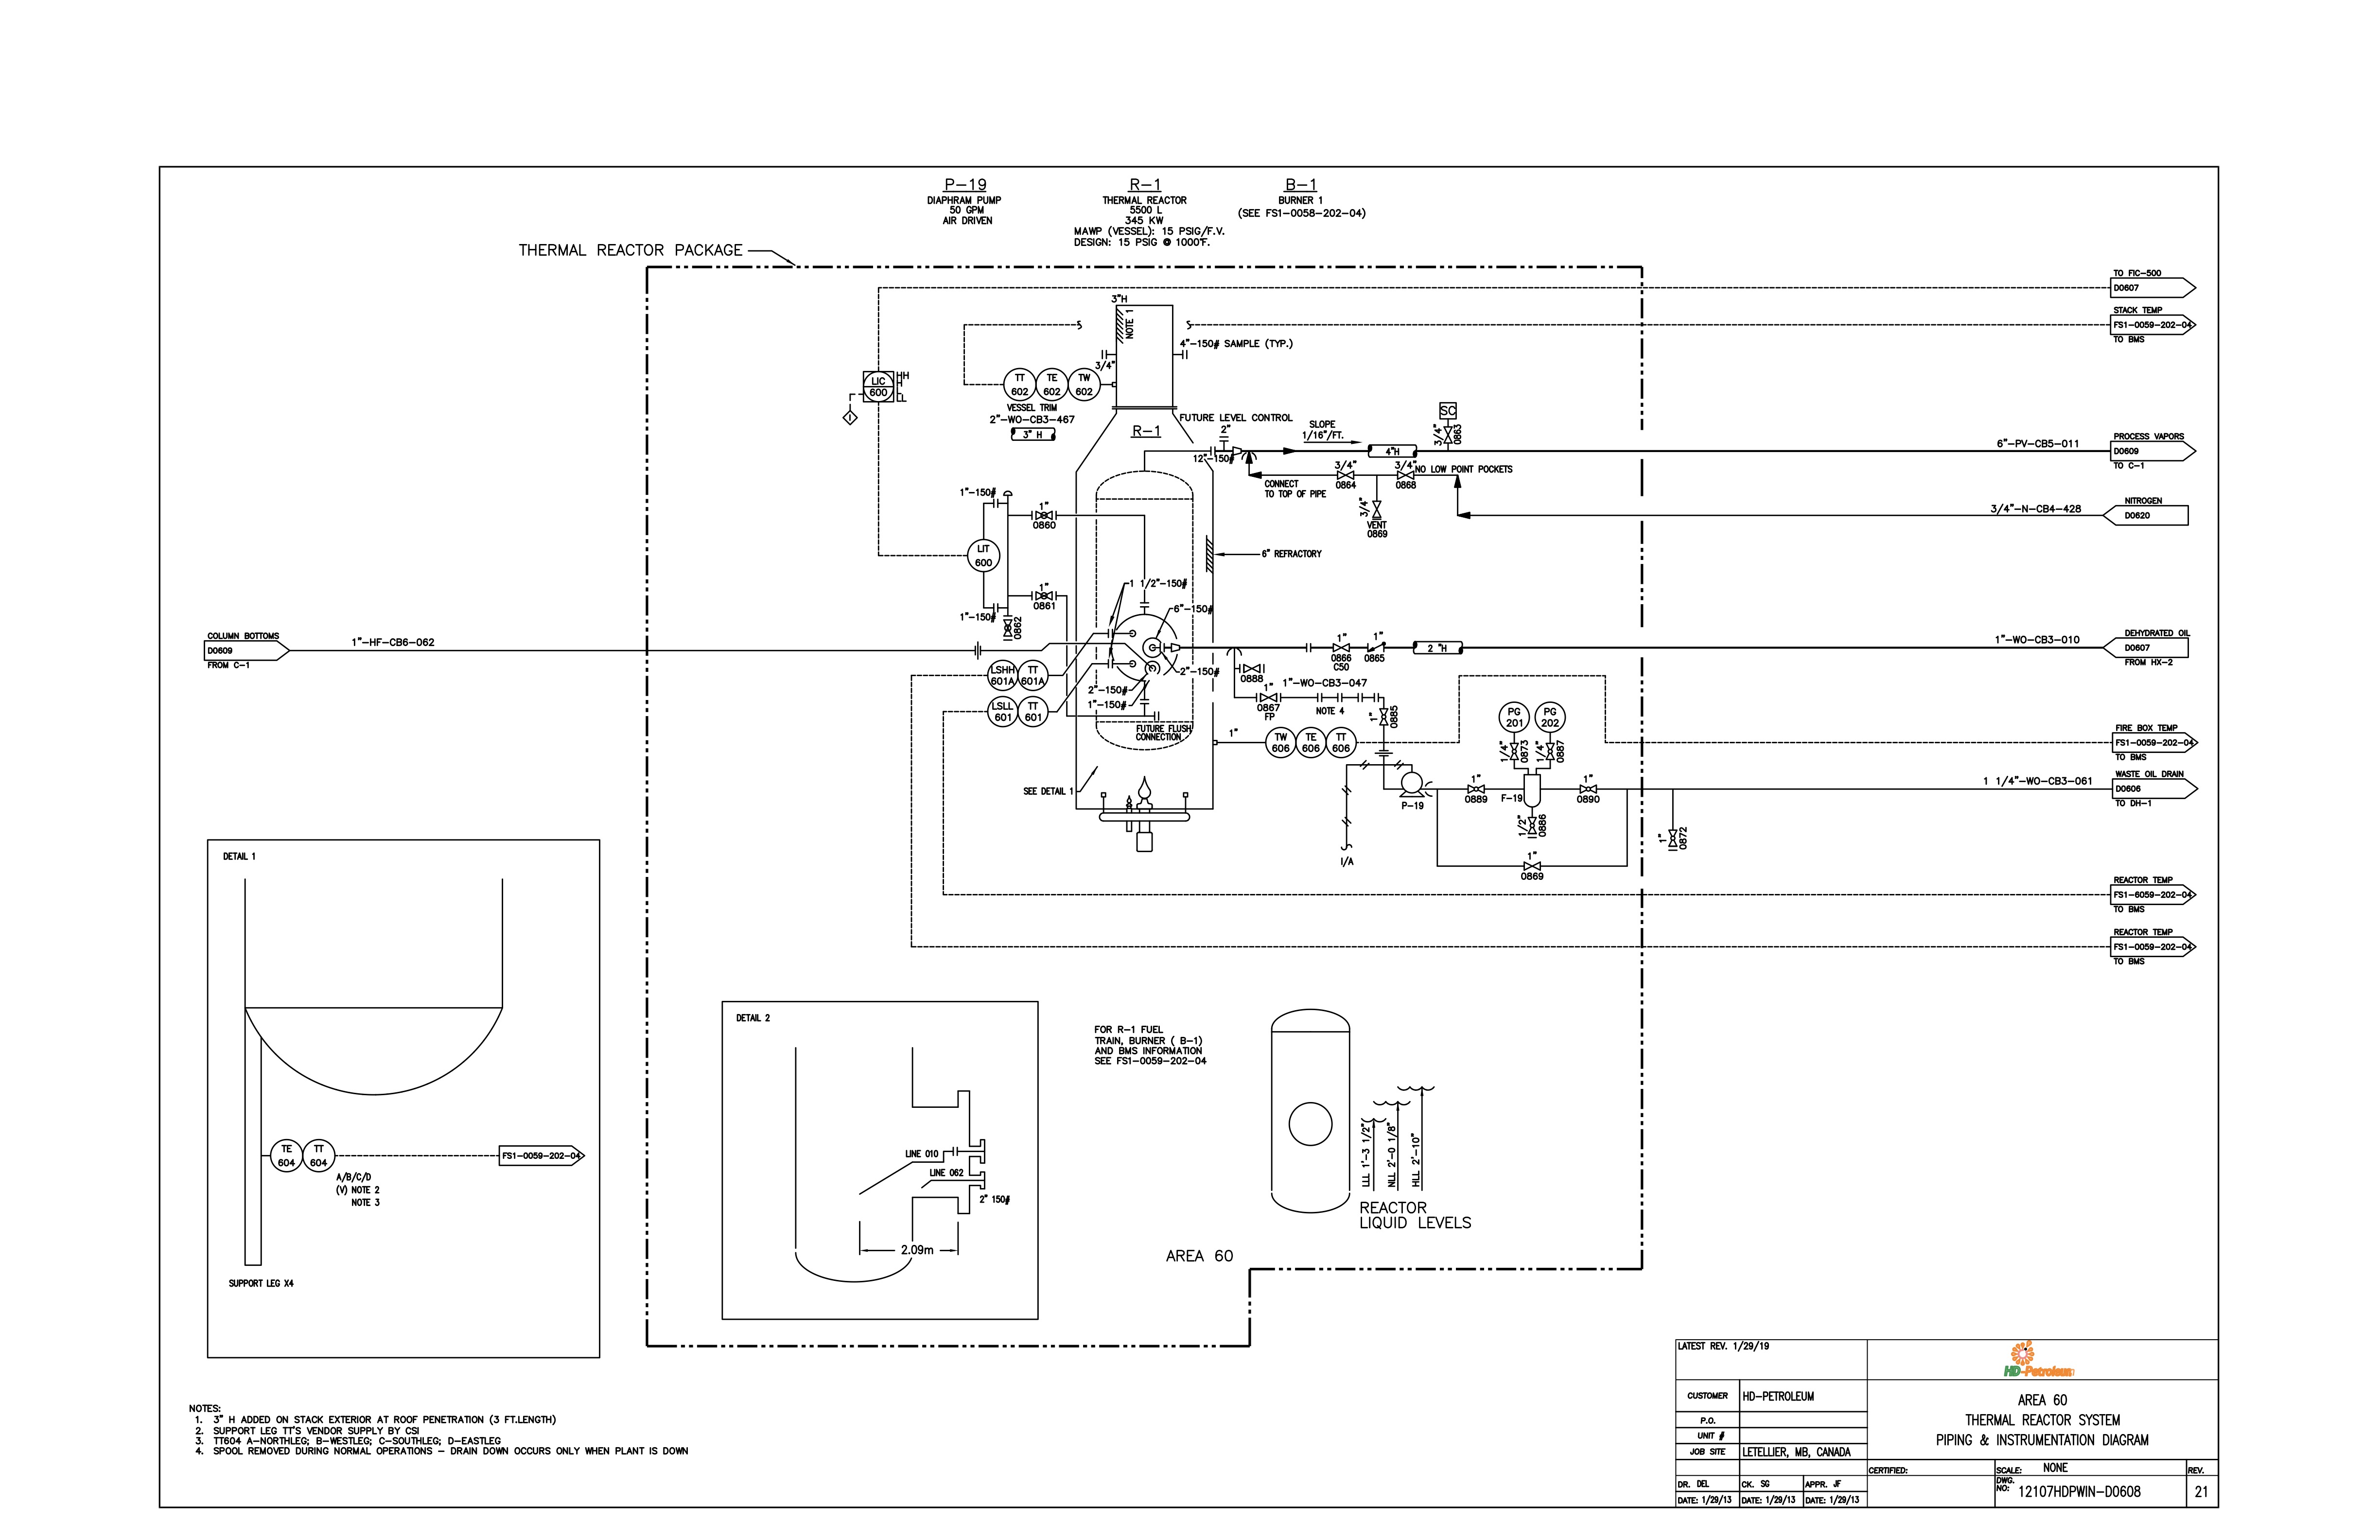 P-19
DIAPHRAM PUMP
50 GPM
AIR DRIVEN
R-1
THERMAL REACTOR
5500 L
345 KW
MAWP (VESSEL): 15 PSIG/F.V.
DESIGN: 15 PSIG @ 1000°F.
B-1
BURNER 1
(SEE FS1-0058-202-04)
THERMAL REACTOR PACKAGE
TO FIC-500
D0607
STACK TEMP
FS1-0059-202-04
TO BMS
3"H
NOTE 1
4"-150# SAMPLE (TYP.)
3/4"
LIC
600
HH
H
L
I
TT
602
TE
602
TW
602
VESSEL TRIM
2"-WO-CB3-467
3" H
R-1
FUTURE LEVEL CONTROL
2"
12"-150#
SLOPE
1/16"/FT.
4"H
SC
3/4"
0863
6"-PV-CB5-011
PROCESS VAPORS
D0609
TO C-1
CONNECT
TO TOP OF PIPE
3/4"
0864
3/4"
0868
NO LOW POINT POCKETS
3/4"
VENT
0869
3/4"-N-CB4-428
NITROGEN
D0620
1"-150#
1"
0860
LIT
600
1"
0861
1"-150#
0862
6" REFRACTORY
1 1/2"-150#
6"-150#
COLUMN BOTTOMS
D0609
FROM C-1
1"-HF-CB6-062
LSHH
601A
TT
601A
LSLL
601
TT
601
2"-150#
2"-150#
1"-150#
FUTURE FLUSH
CONNECTION
SEE DETAIL 1
1"
0866
C50
1"
0865
2 "H
1"-WO-CB3-010
DEHYDRATED OIL
D0607
FROM HX-2
0888
1"-WO-CB3-047
1"
0867
FP
NOTE 4
1"
0885
1"
TW
606
TE
606
TT
606
PG
201
PG
202
1/4"
0873
1/4"
0887
FIRE BOX TEMP
FS1-0059-202-04
TO BMS
P-19
I/A
1"
0889
F-19
1"
0890
1/2"
0886
1"
0869
1"
0872
1 1/4"-WO-CB3-061
WASTE OIL DRAIN
D0606
TO DH-1
REACTOR TEMP
FS1-6059-202-04
TO BMS
REACTOR TEMP
FS1-0059-202-04
TO BMS
DETAIL 1
TE
604
TT
604
FS1-0059-202-04
A/B/C/D
(V) NOTE 2
NOTE 3
SUPPORT LEG X4
DETAIL 2
LINE 010
LINE 062
2" 150#
2.09m
FOR R-1 FUEL
TRAIN, BURNER ( B-1)
AND BMS INFORMATION
SEE FS1-0059-202-04
LLL 1'-3 1/2"
NLL 2'-0 1/8"
HLL 2'-10"
REACTOR
LIQUID LEVELS
AREA 60
NOTES:
1. 3" H ADDED ON STACK EXTERIOR AT ROOF PENETRATION (3 FT.LENGTH)
2. SUPPORT LEG TT'S VENDOR SUPPLY BY CSI
3. TT604 A-NORTHLEG; B-WESTLEG; C-SOUTHLEG; D-EASTLEG
4. SPOOL REMOVED DURING NORMAL OPERATIONS - DRAIN DOWN OCCURS ONLY WHEN PLANT IS DOWN
LATEST REV. 1/29/19
HD-Petroleum
CUSTOMER HD-PETROLEUM
P.O.
UNIT #
JOB SITE LETELLIER, MB, CANADA
AREA 60
THERMAL REACTOR SYSTEM
PIPING & INSTRUMENTATION DIAGRAM
DR. DEL CK. SG APPR. JF
DATE: 1/29/13 DATE: 1/29/13 DATE: 1/29/13
CERTIFIED:
SCALE: NONE
DWG. NO: 12107HDPWIN-D0608
REV.
21